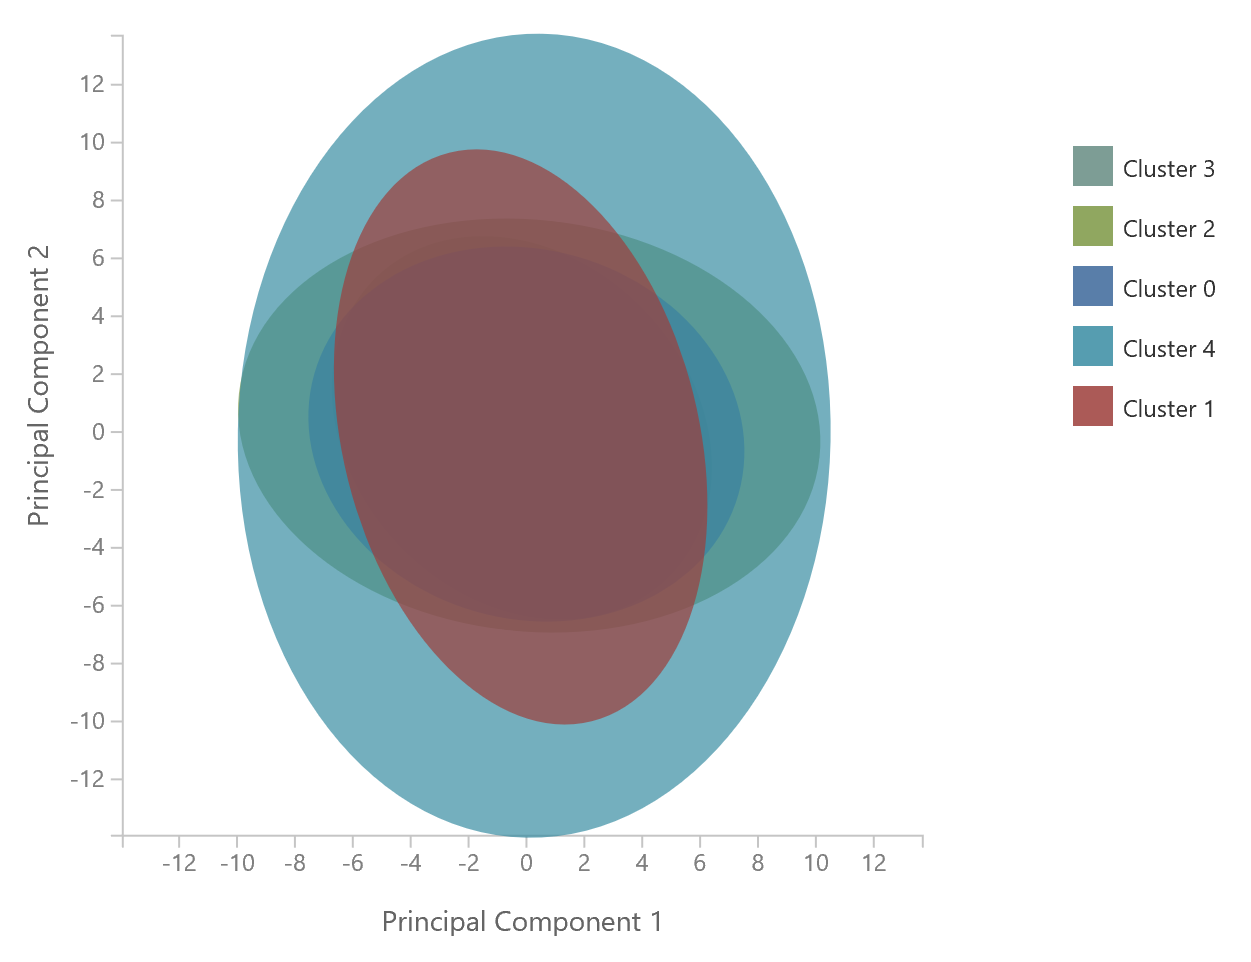 12
10
8
6
4
2
0
-2
-4
-6
-8
-10
-12
Principal Component 2
-12 -10 -8 -6 -4 -2 0 2 4 6 8 10 12
Principal Component 1
Cluster 3
Cluster 2
Cluster 0
Cluster 4
Cluster 1